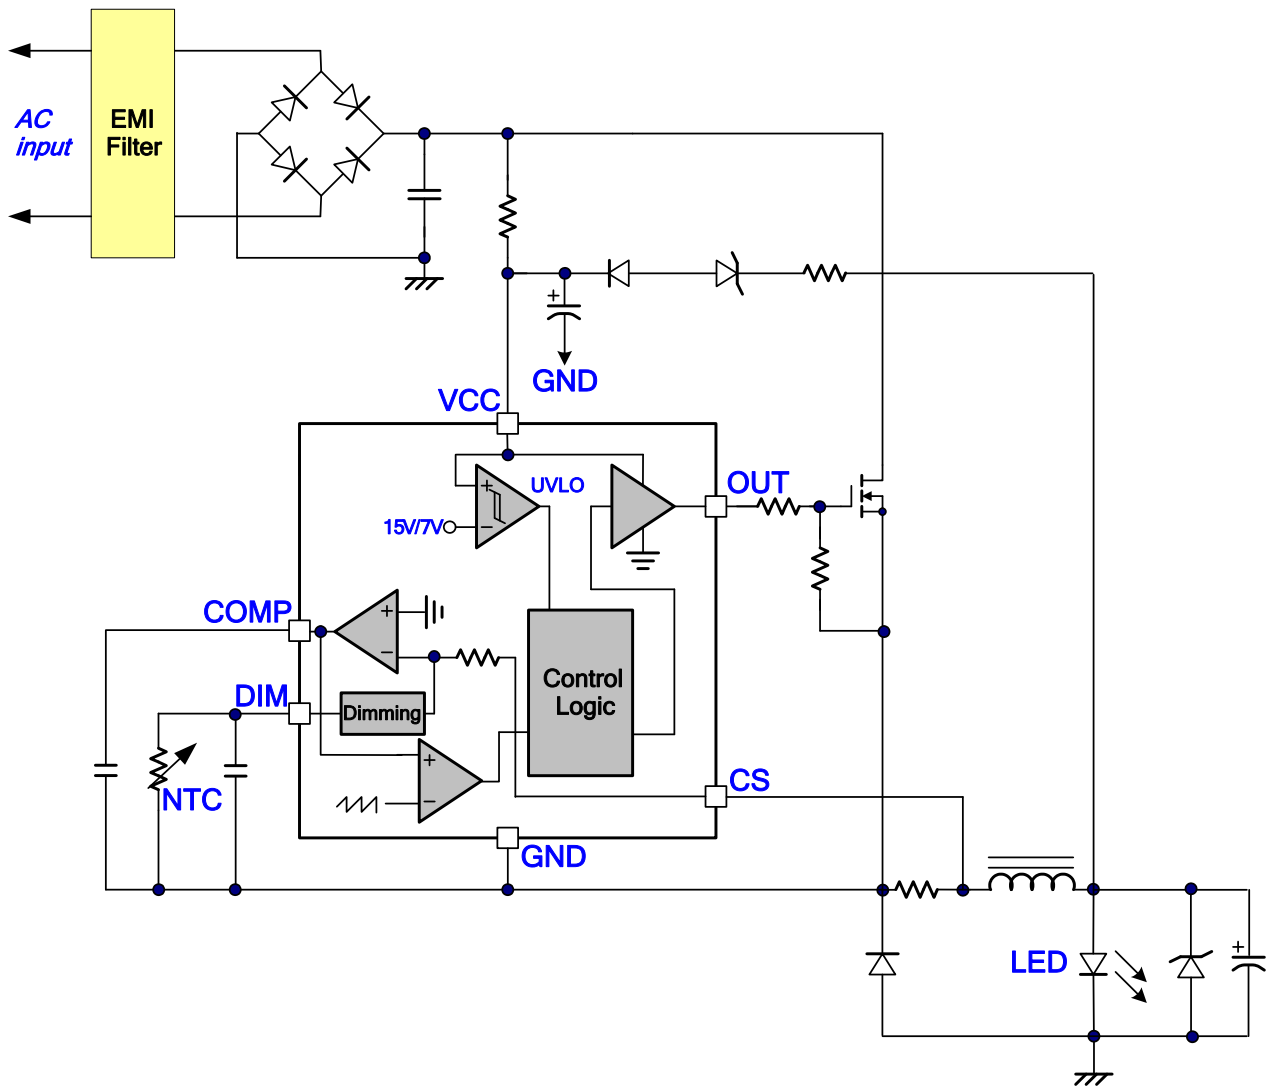 AC
input
EMI
Filter
GND
VCC
UVLO
OUT
15V/7V
COMP
DIM
Dimming
Control
Logic
NTC
CS
GND
LED